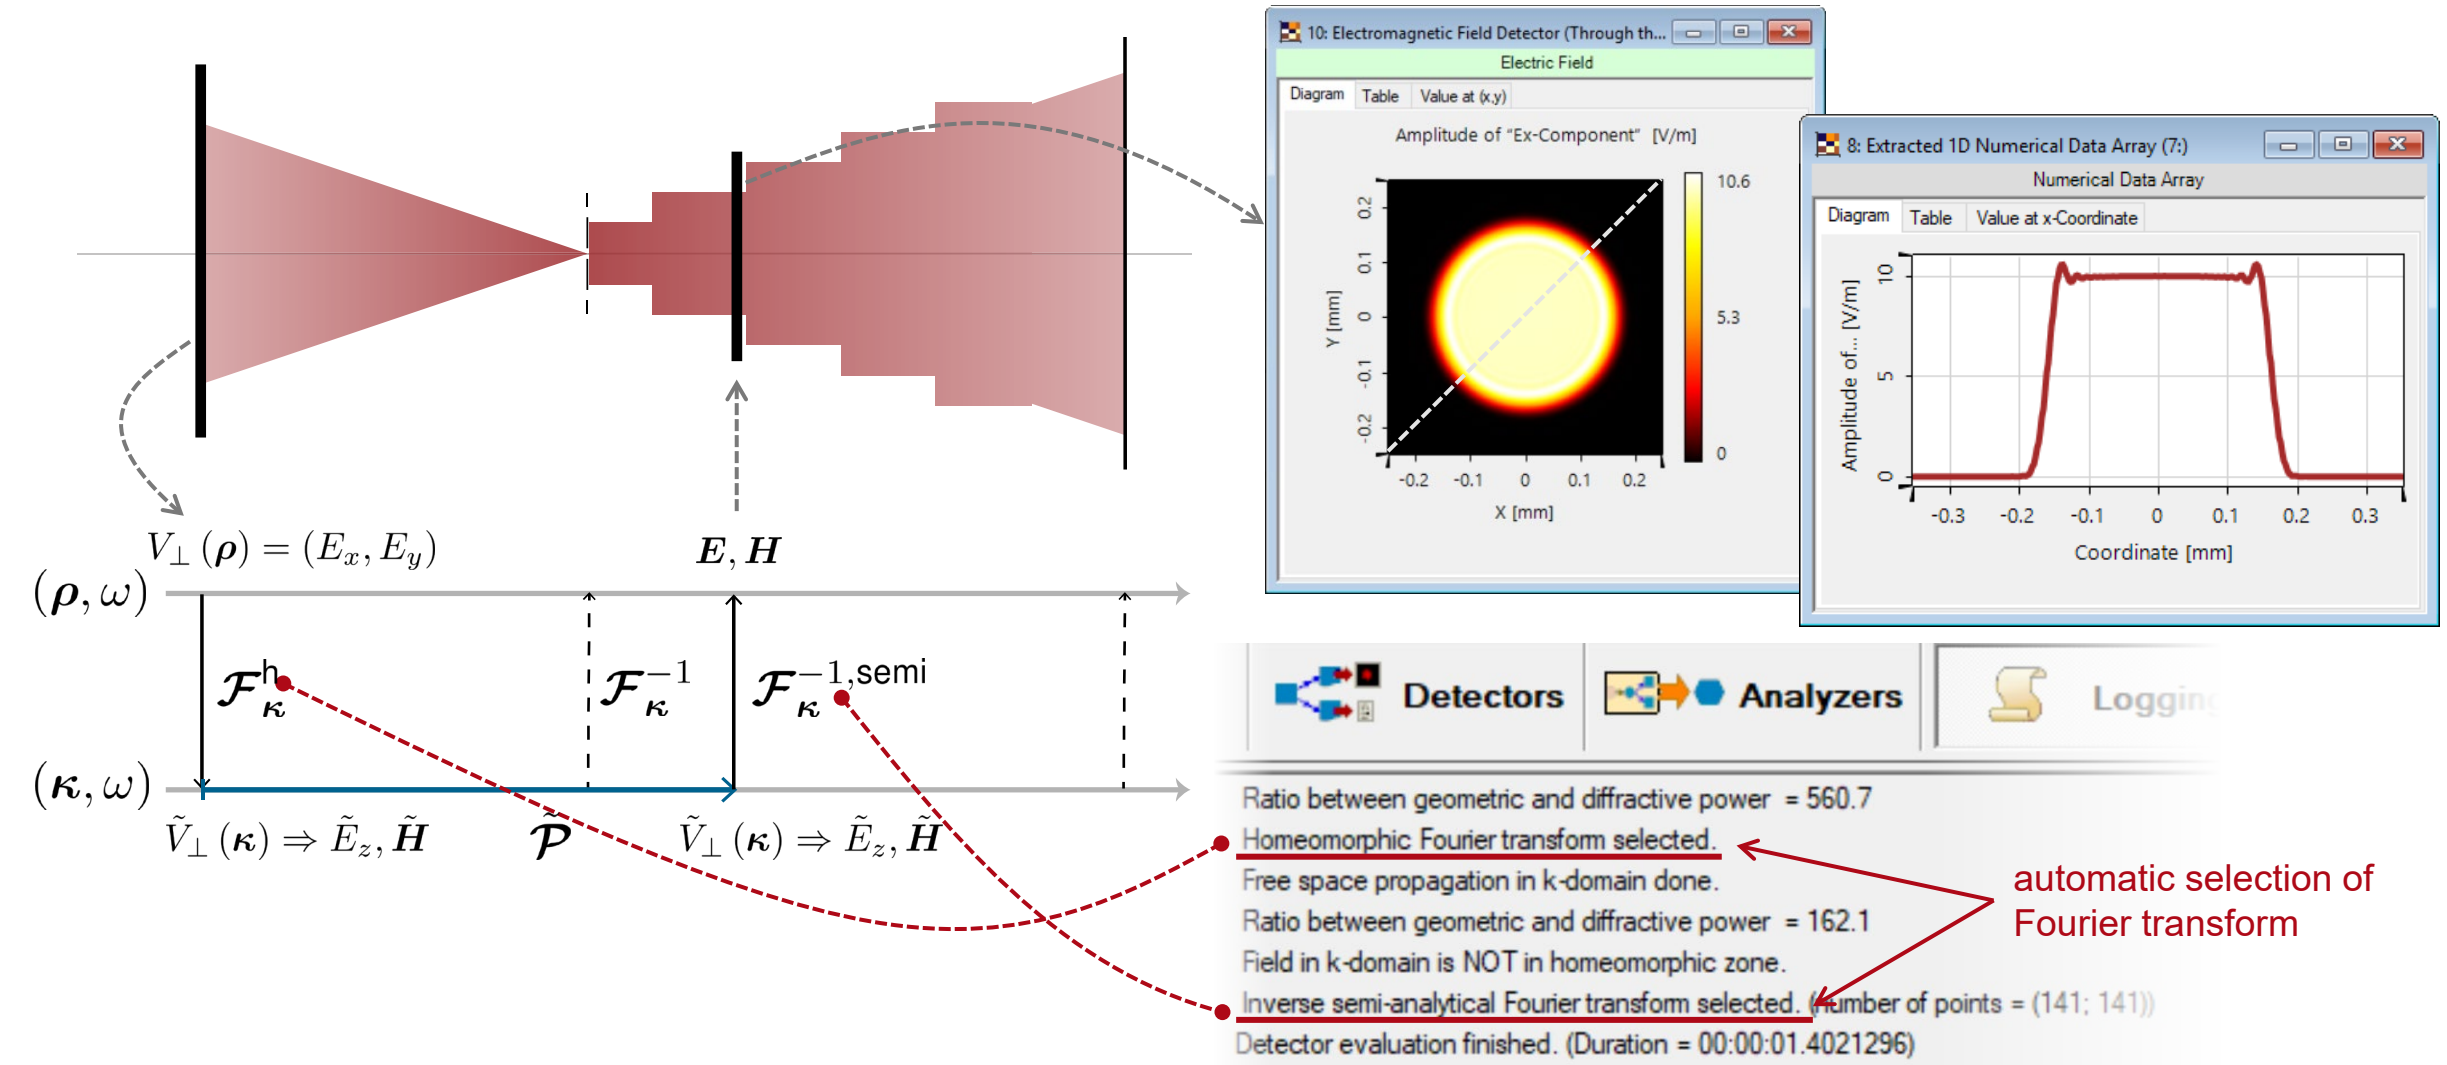 V⊥ (ρ) = (Eₓ, Eᵧ)
E, H
(ρ, ω)
ℱ_κ^h
ℱ_κ^−1
ℱ_κ^−1,semi
(κ, ω)
Ṽ⊥ (κ) ⇒ Ẽ_z, H̃
𝒫̃
Ṽ⊥ (κ) ⇒ Ẽ_z, H̃
10: Electromagnetic Field Detector (Through th...
Electric Field
Diagram Table Value at (x,y)
Amplitude of "Ex-Component" [V/m]
10.6
5.3
0
Y [mm]
0.2
0.1
0
-0.1
-0.2
-0.2 -0.1 0 0.1 0.2
X [mm]
8: Extracted 1D Numerical Data Array (7:)
Numerical Data Array
Diagram Table Value at x-Coordinate
Amplitude of... [V/m]
10
5
0
-0.3 -0.2 -0.1 0 0.1 0.2 0.3
Coordinate [mm]
Detectors Analyzers Logging
Ratio between geometric and diffractive power = 560.7
Homeomorphic Fourier transform selected.
Free space propagation in k-domain done.
Ratio between geometric and diffractive power = 162.1
Field in k-domain is NOT in homeomorphic zone.
Inverse semi-analytical Fourier transform selected. (number of points = (141; 141))
Detector evaluation finished. (Duration = 00:00:01.4021296)
automatic selection of
Fourier transform